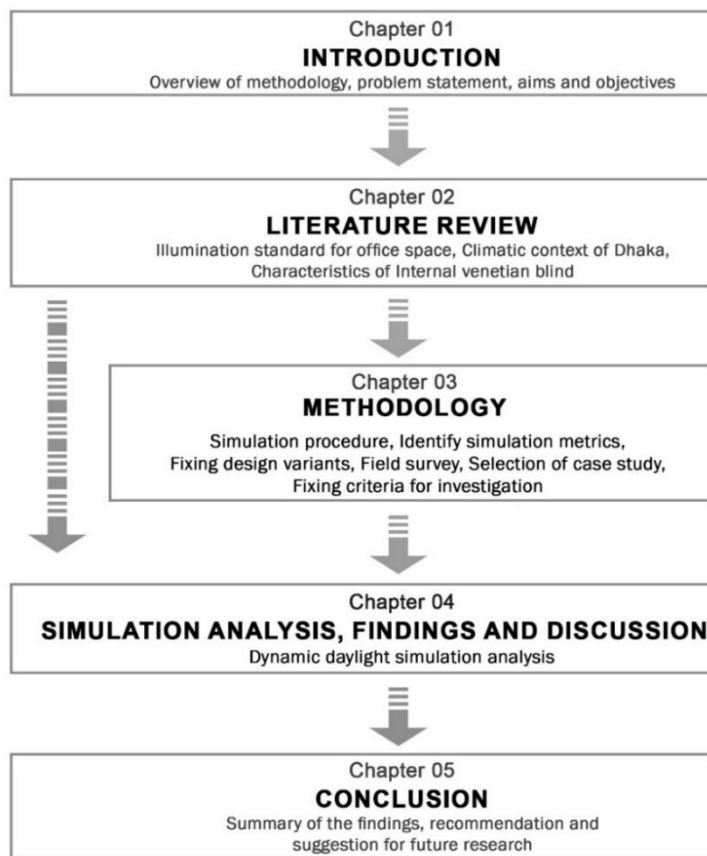 Chapter 01
INTRODUCTION
Overview of methodology, problem statement, aims and objectives
Chapter 02
LITERATURE REVIEW
Illumination standard for office space, Climatic context of Dhaka,
Characteristics of Internal venetian blind
Chapter 03
METHODOLOGY
Simulation procedure, Identify simulation metrics,
Fixing design variants, Field survey, Selection of case study,
Fixing criteria for investigation
Chapter 04
SIMULATION ANALYSIS, FINDINGS AND DISCUSSION
Dynamic daylight simulation analysis
Chapter 05
CONCLUSION
Summary of the findings, recommendation and
suggestion for future research